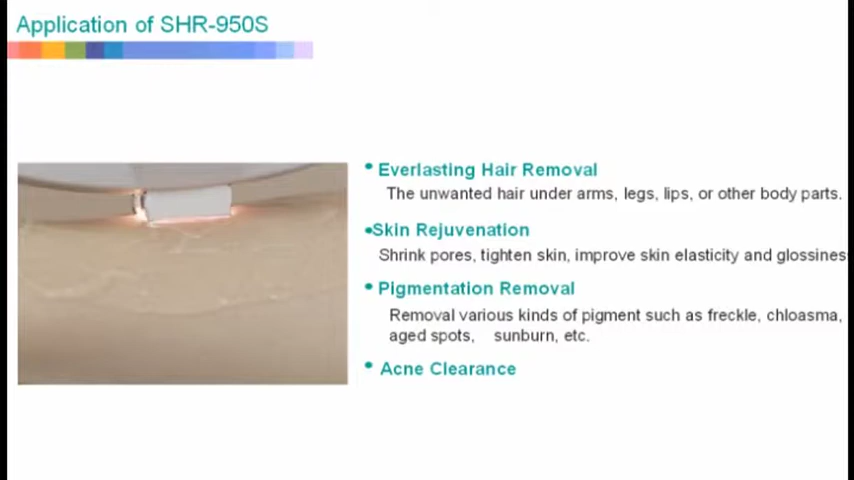 Application of SHR-950S
• Everlasting Hair Removal
The unwanted hair under arms, legs, lips, or other body parts.
•Skin Rejuvenation
Shrink pores, tighten skin, improve skin elasticity and glossines
• Pigmentation Removal
Removal various kinds of pigment such as freckle, chloasma,
aged spots, sunburn, etc.
• Acne Clearance